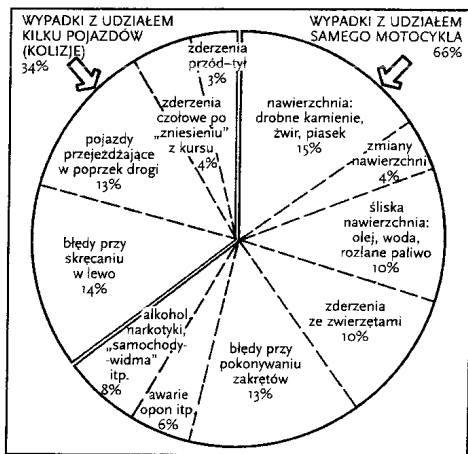 WYPADKI Z UDZIAŁEM
KILKU POJAZDÓW
(KOLIZJE)
34%
WYPADKI Z UDZIAŁEM
SAMEGO MOTOCYKLA
66%
zderzenia
przód–tył
3%
zderzenia
czołowe po
„zniesieniu”
z kursu
4%
pojazdy
przejeżdżające
w poprzek drogi
13%
błędy przy
skręcaniu
w lewo
14%
nawierzchnia:
drobne kamienie,
żwir, piasek
15%
zmiany
nawierzchni
4%
śliska
nawierzchnia:
olej, woda,
rozlane paliwo
10%
zderzenia
ze zwierzętami
10%
błędy przy
pokonywaniu
zakrętów
13%
awarie
opon itp.
6%
alkohol,
narkotyki,
„samochody-
-widma”
itp.
8%